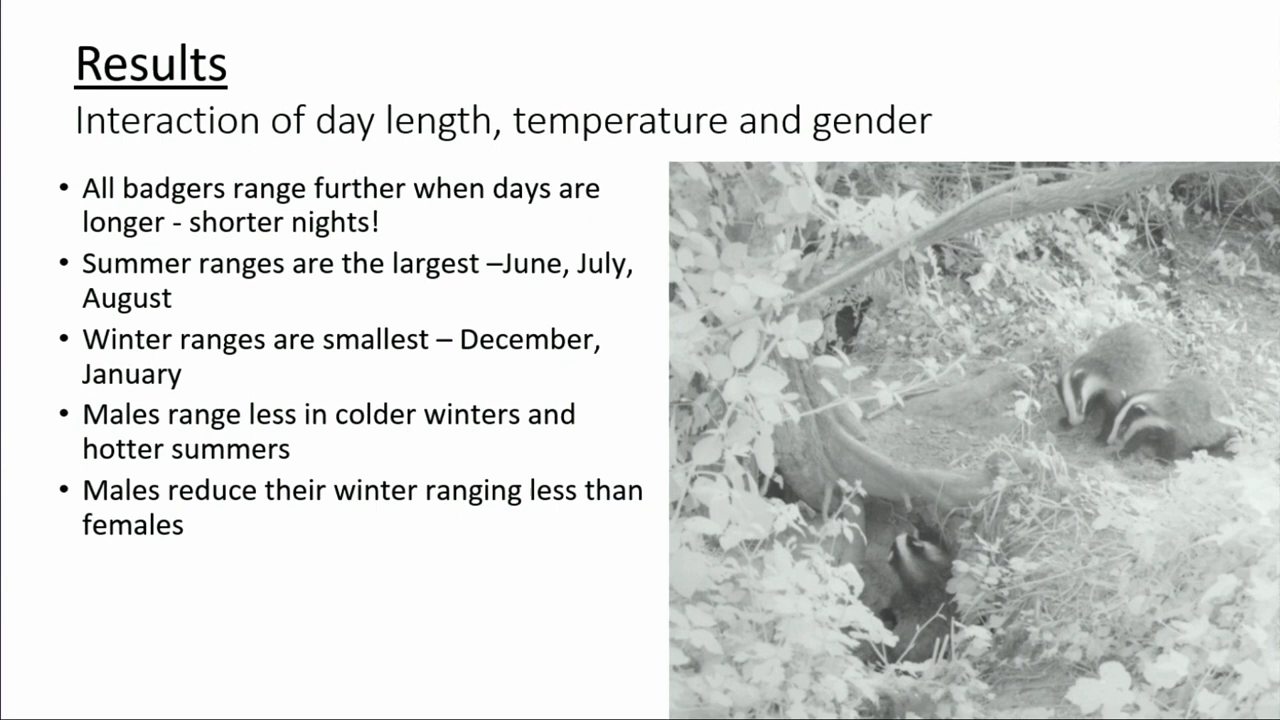 Results
Interaction of day length, temperature and gender
• All badgers range further when days are
longer - shorter nights!
• Summer ranges are the largest –June, July,
August
• Winter ranges are smallest – December,
January
• Males range less in colder winters and
hotter summers
• Males reduce their winter ranging less than
females